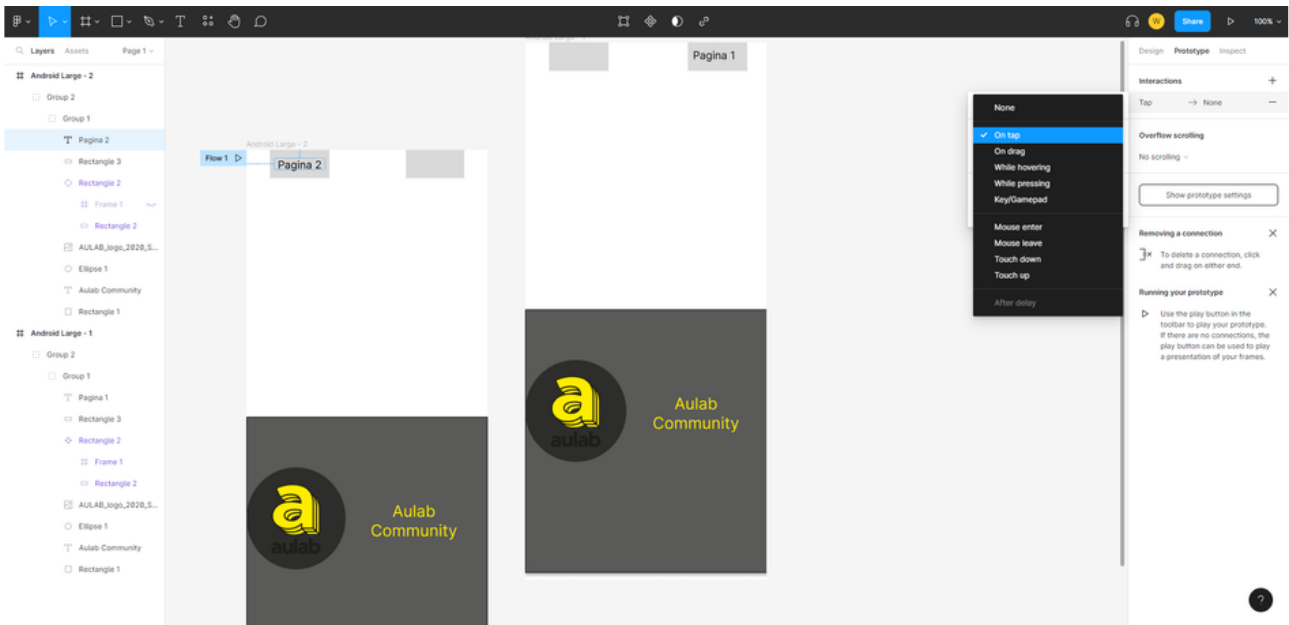 W
Share
100%
Layers
Assets
Page 1
Android Large - 2
Group 2
Group 1
Pagina 2
Rectangle 3
Rectangle 2
Frame 1
Rectangle 2
AULAB_logo_2020_S...
Ellipse 1
Aulab Community
Rectangle 1
Android Large - 1
Group 2
Group 1
Pagina 1
Rectangle 3
Rectangle 2
Frame 1
Rectangle 2
AULAB_logo_2020_S...
Ellipse 1
Aulab Community
Rectangle 1
Flow 1
Android Large - 2
Pagina 2
a
aulab
Aulab
Community
Pagina 1
a
aulab
Aulab
Community
None
On tap
On drag
While hovering
While pressing
Key/Gamepad
Mouse enter
Mouse leave
Touch down
Touch up
After delay
Design
Prototype
Inspect
Interactions
Tap
None
Overflow scrolling
No scrolling
Show prototype settings
Removing a connection
To delete a connection, click
and drag on either end.
Running your prototype
Use the play button in the
toolbar to play your prototype.
If there are no connections, the
play button can be used to play
a presentation of your frames.
?